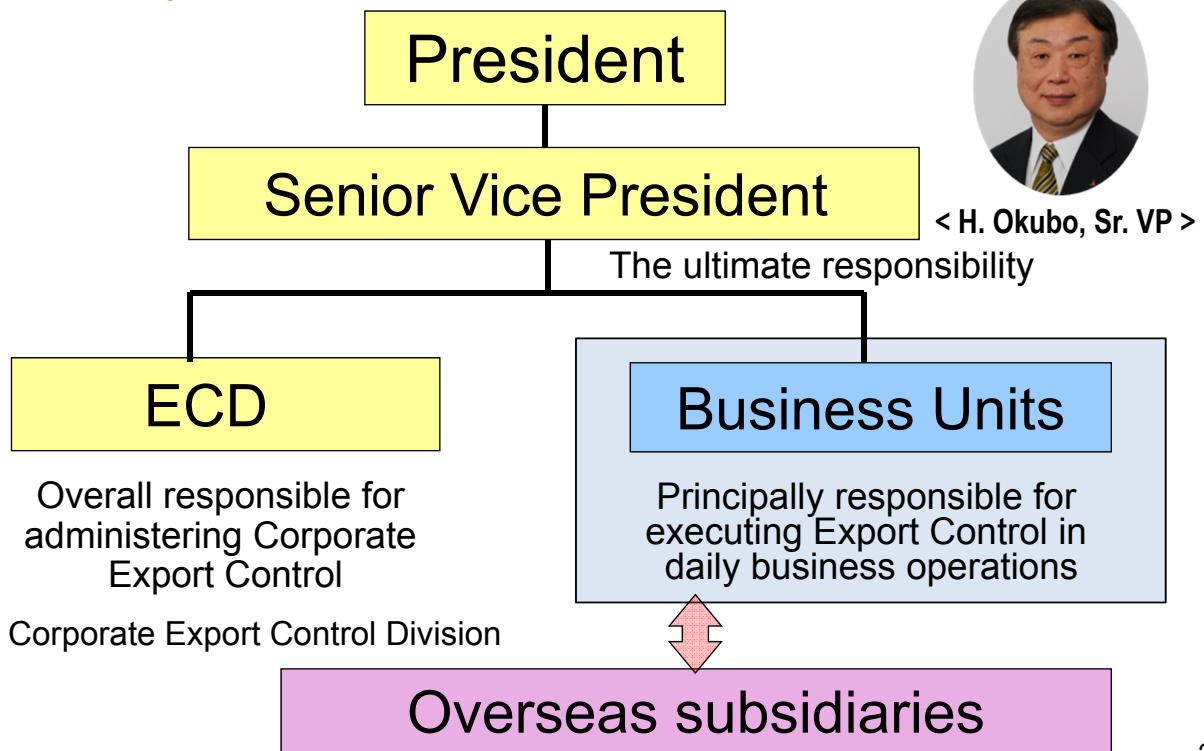 President
Senior Vice President
< H. Okubo, Sr. VP >
The ultimate responsibility
ECD
Business Units
Overall responsible for
administering Corporate
Export Control
Principally responsible for
executing Export Control in
daily business operations
Corporate Export Control Division
Overseas subsidiaries